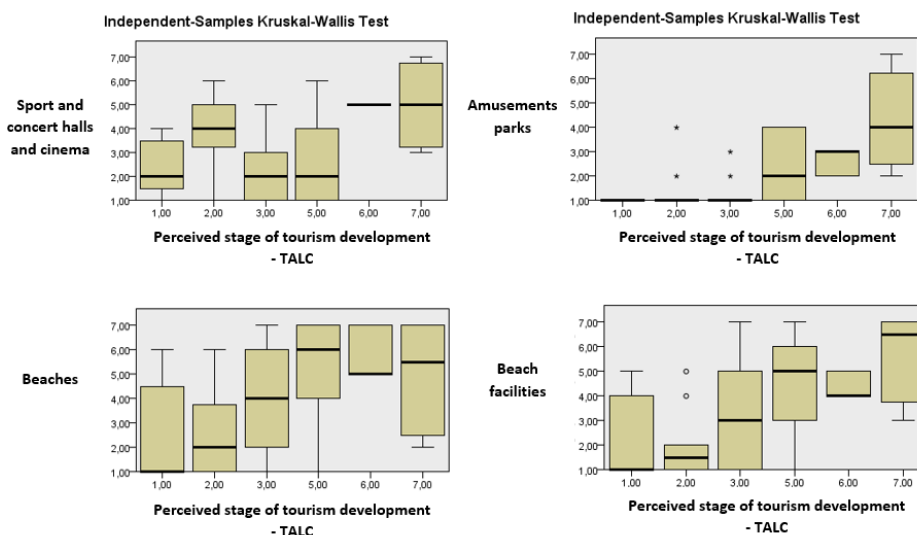 Independent-Samples Kruskal-Wallis Test
Sport and
concert halls
and cinema
7,00
6,00
5,00
4,00
3,00
2,00
1,00
1,00 2,00 3,00 5,00 6,00 7,00
Perceived stage of tourism development
- TALC
Independent-Samples Kruskal-Wallis Test
Amusements
parks
7,00
6,00
5,00
4,00
3,00
2,00
1,00
1,00 2,00 3,00 5,00 6,00 7,00
Perceived stage of tourism development
- TALC
Beaches
7,00
6,00
5,00
4,00
3,00
2,00
1,00
1,00 2,00 3,00 5,00 6,00 7,00
Perceived stage of tourism development
- TALC
Beach
facilities
7,00
6,00
5,00
4,00
3,00
2,00
1,00
1,00 2,00 3,00 5,00 6,00 7,00
Perceived stage of tourism development
- TALC